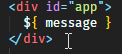 <div id="app">
${ message }
</div>